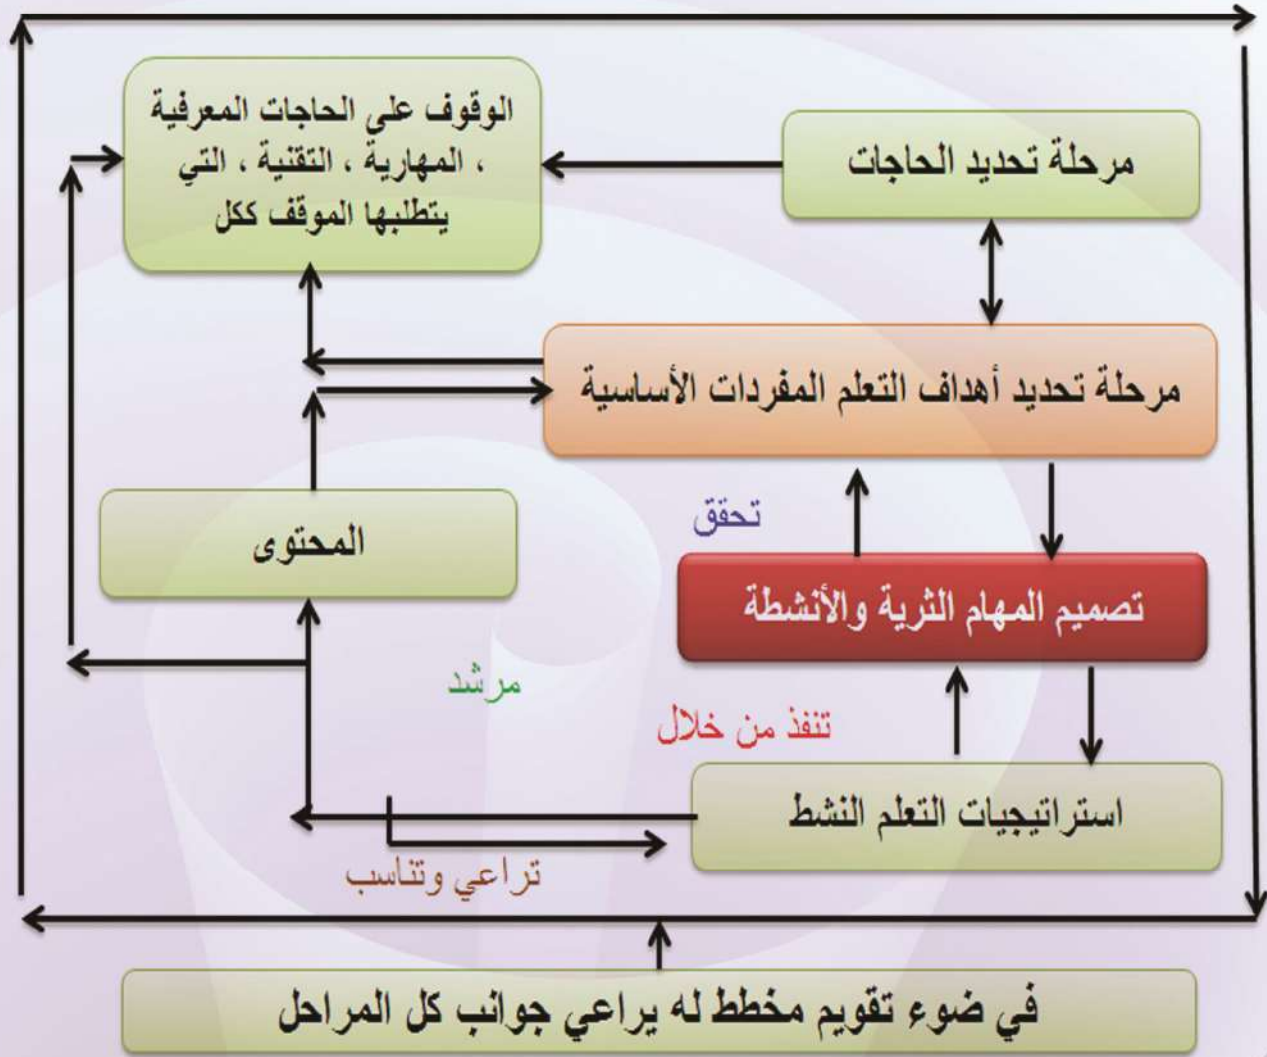 مرحلة تحديد الحاجات
الوقوف على الحاجات المعرفية
، المهارية ، التقنية ، التي
يتطلبها الموقف ككل
مرحلة تحديد أهداف التعلم المفردات الأساسية
تحقق
المحتوى
تصميم المهام الثرية والأنشطة
مرشد
تنفذ من خلال
استراتيجيات التعلم النشط
تراعي وتناسب
في ضوء تقويم مخطط له يراعي جوانب كل المراحل